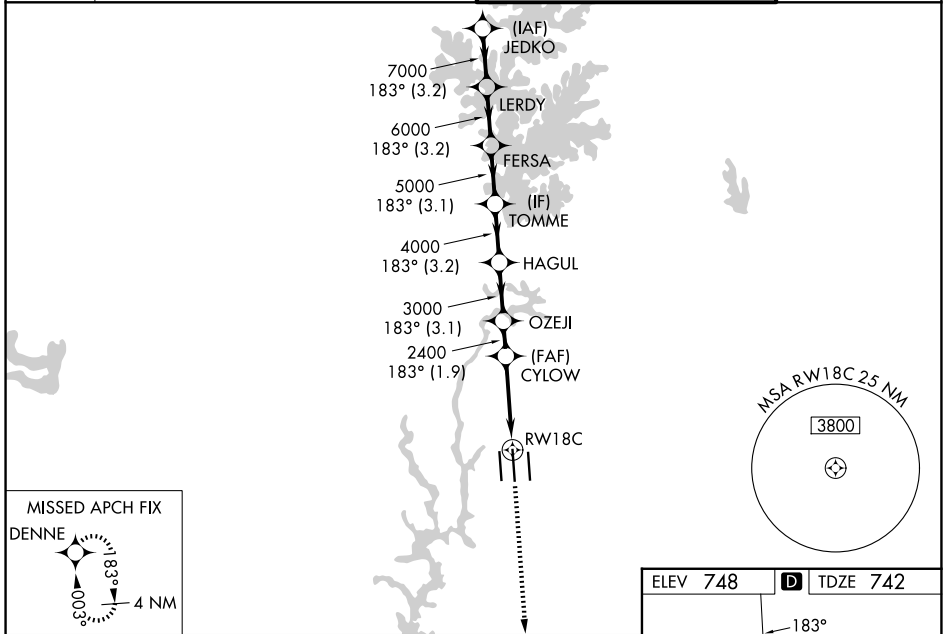 (IAF)
JEDKO
7000
183° (3.2)
LERDY
6000
183° (3.2)
FERSA
5000
183° (3.1)
(IF)
TOMME
4000
183° (3.2)
HAGUL
3000
183° (3.1)
OZEJI
2400
183° (1.9)
(FAF)
CYLOW
RW18C
MSA RW18C 25 NM
3800
MISSED APCH FIX
DENNE
183°
003°
4 NM
ELEV 748 D TDZE 742
183°